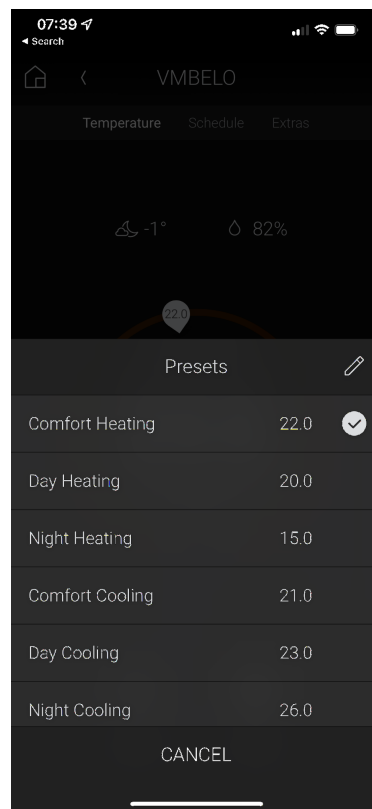 07:39
◄ Search
VMBELO
Temperature Schedule Extras
-1° 82%
22.0
Presets
Comfort Heating 22.0
Day Heating 20.0
Night Heating 15.0
Comfort Cooling 21.0
Day Cooling 23.0
Night Cooling 26.0
CANCEL